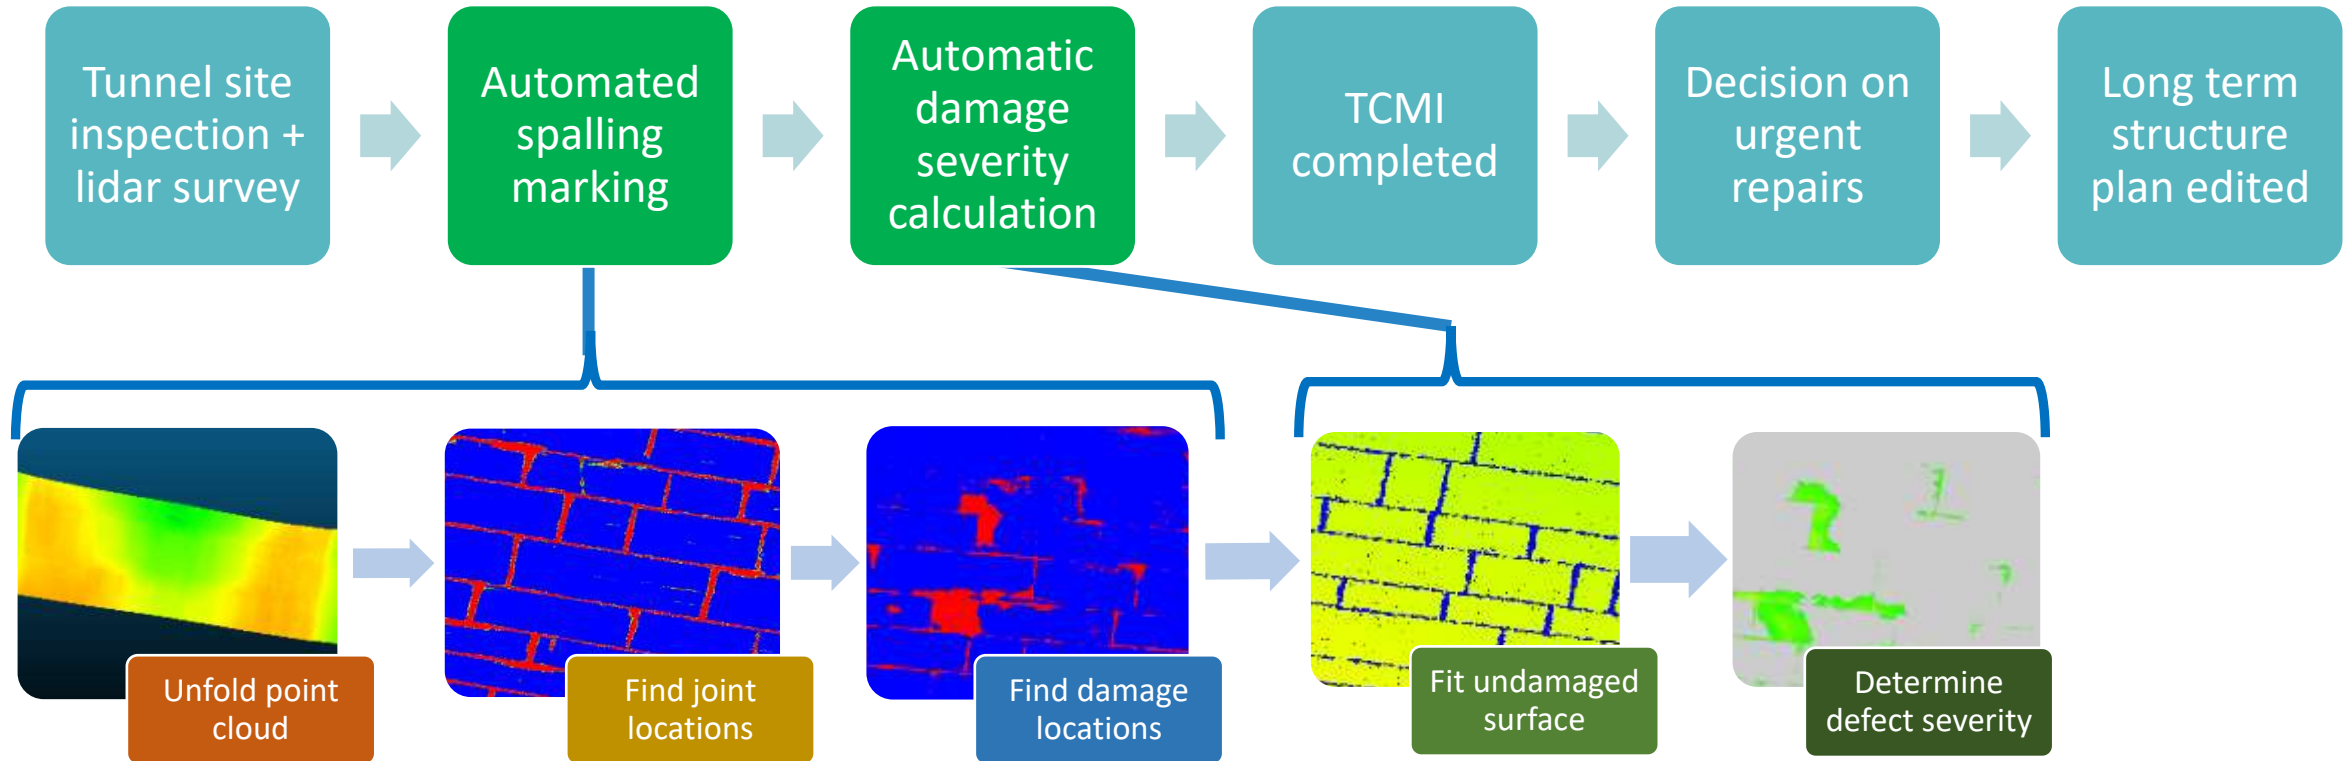 Tunnel site
inspection +
lidar survey
Automated
spalling
marking
Automatic
damage
severity
calculation
TCMI
completed
Decision on
urgent
repairs
Long term
structure
plan edited
Unfold point
cloud
Find joint
locations
Find damage
locations
Fit undamaged
surface
Determine
defect severity